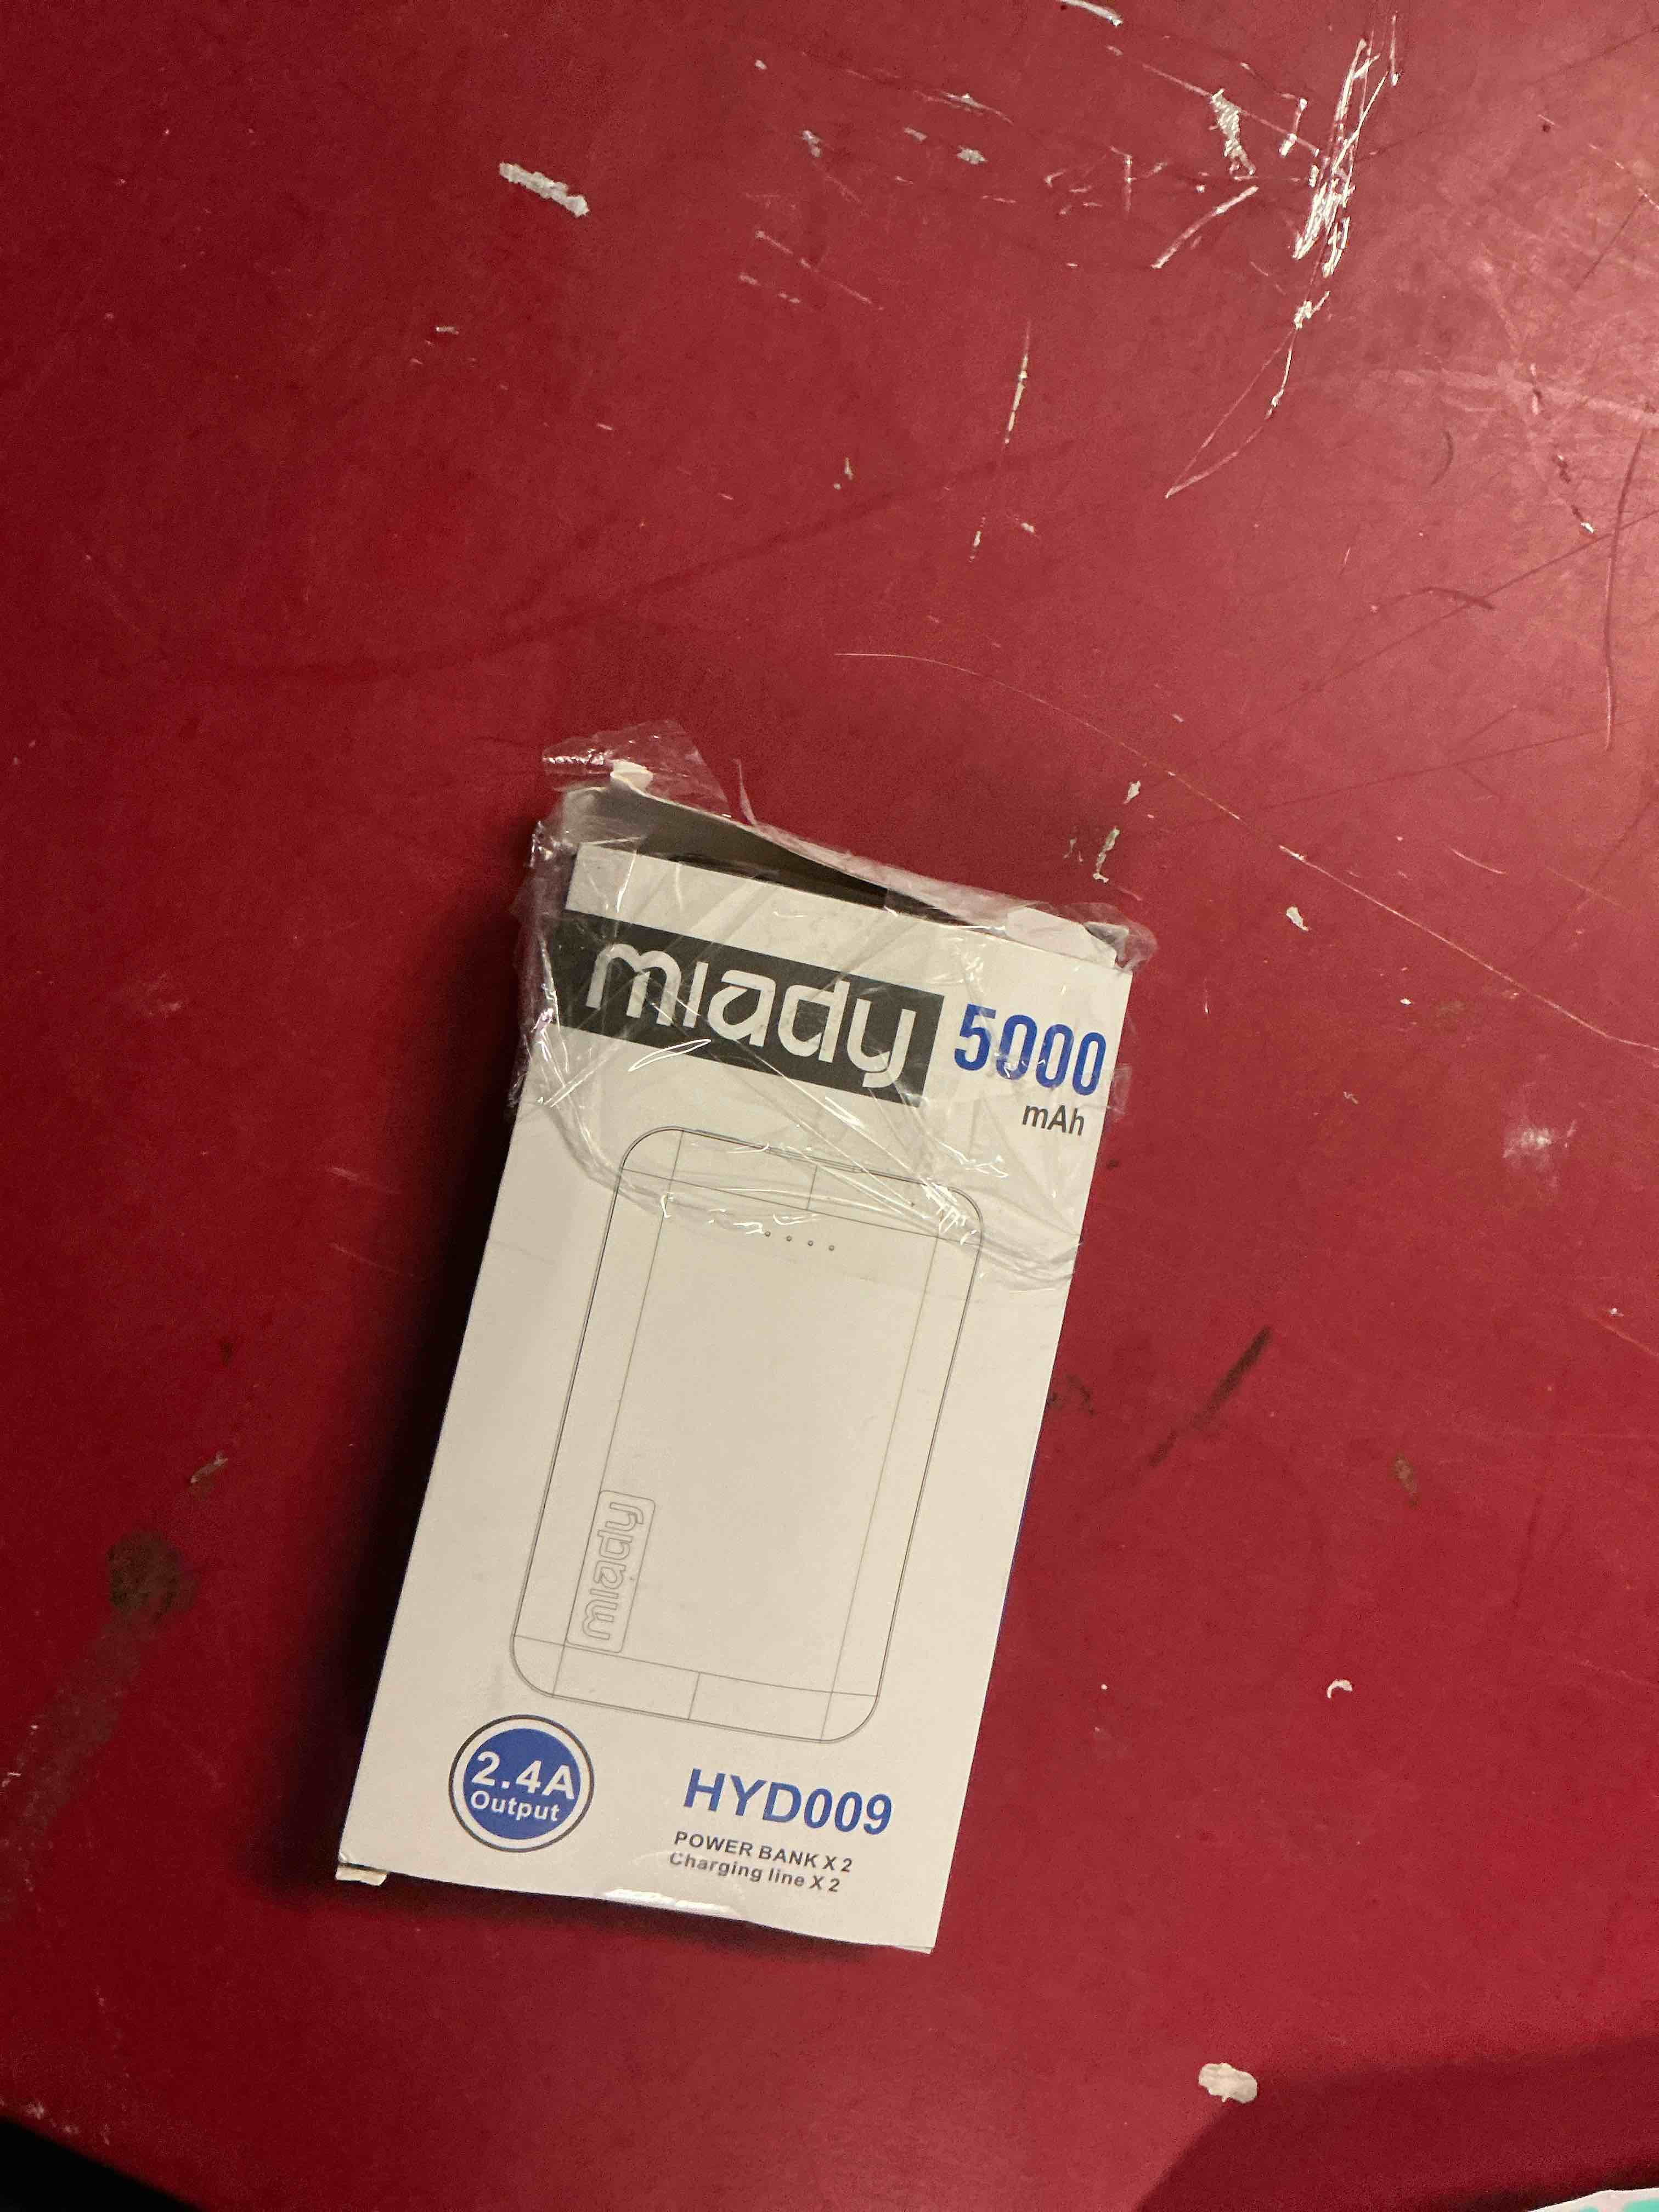 miady 5000
mAh
miady
2.4A
Output
HYD009
POWER BANK X 2
Charging line X 2